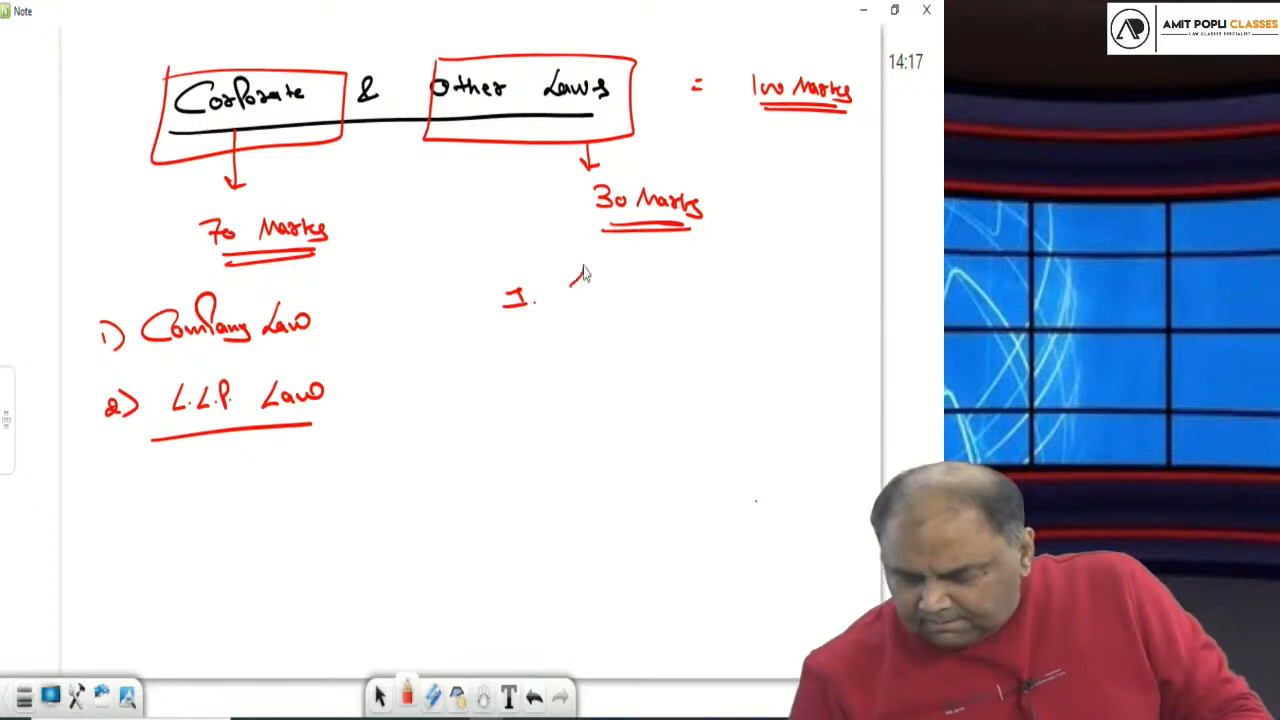 Note
AMIT POPLI CLASSES
LAW CLASSES SPECIALIST
14:17
Corporate & Other Laws = 100 Marks
70 Marks
30 Marks
1) Company Law
2) L.L.P. Law
I.
T